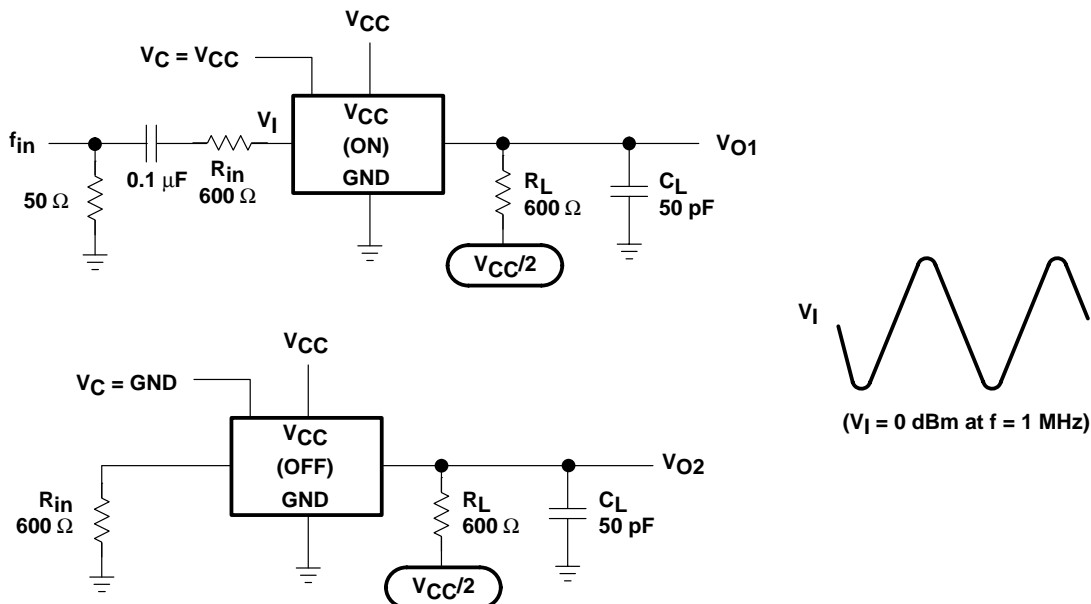 VCC
VC = VCC
fin
50 Ω
0.1 μF
Rin
600 Ω
VI
VCC
(ON)
GND
RL
600 Ω
VCC/2
CL
50 pF
VO1
VCC
VC = GND
Rin
600 Ω
VCC
(OFF)
GND
RL
600 Ω
VCC/2
CL
50 pF
VO2
VI
(VI = 0 dBm at f = 1 MHz)